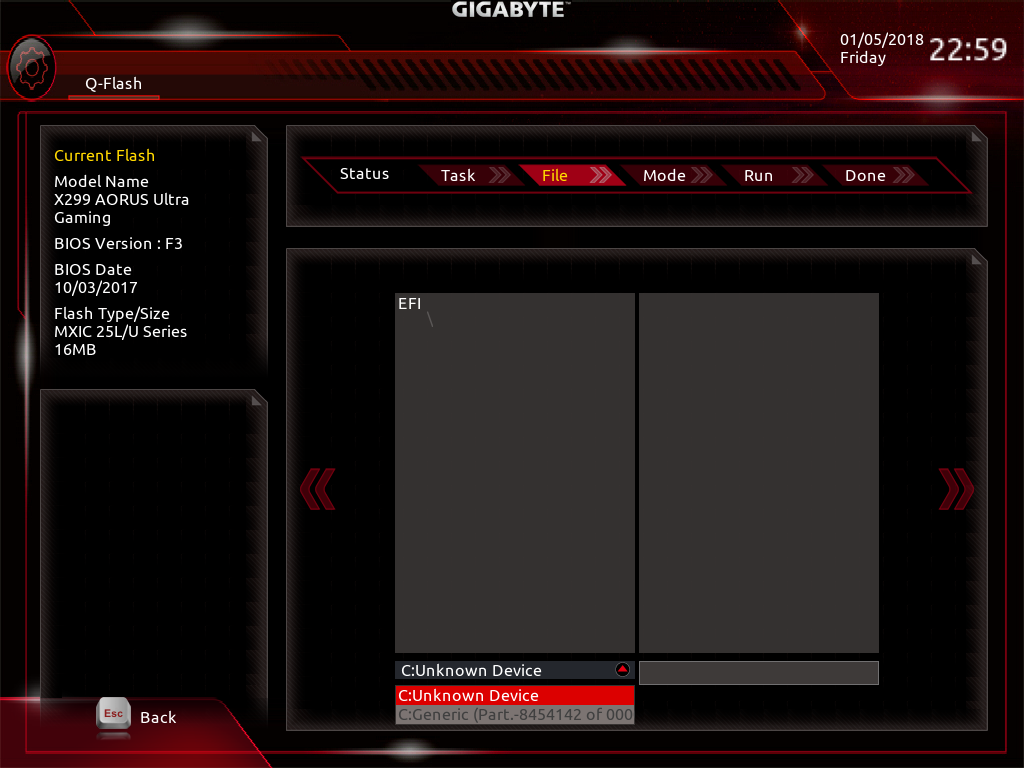 GIGABYTE™
01/05/2018
Friday
22:59
Q-Flash
Current Flash
Model Name
X299 AORUS Ultra
Gaming
BIOS Version : F3
BIOS Date
10/03/2017
Flash Type/Size
MXIC 25L/U Series
16MB
Status
Task
File
Mode
Run
Done
EFI
\
C:Unknown Device
C:Unknown Device
C:Generic (Part.-8454142 of 000
Esc
Back